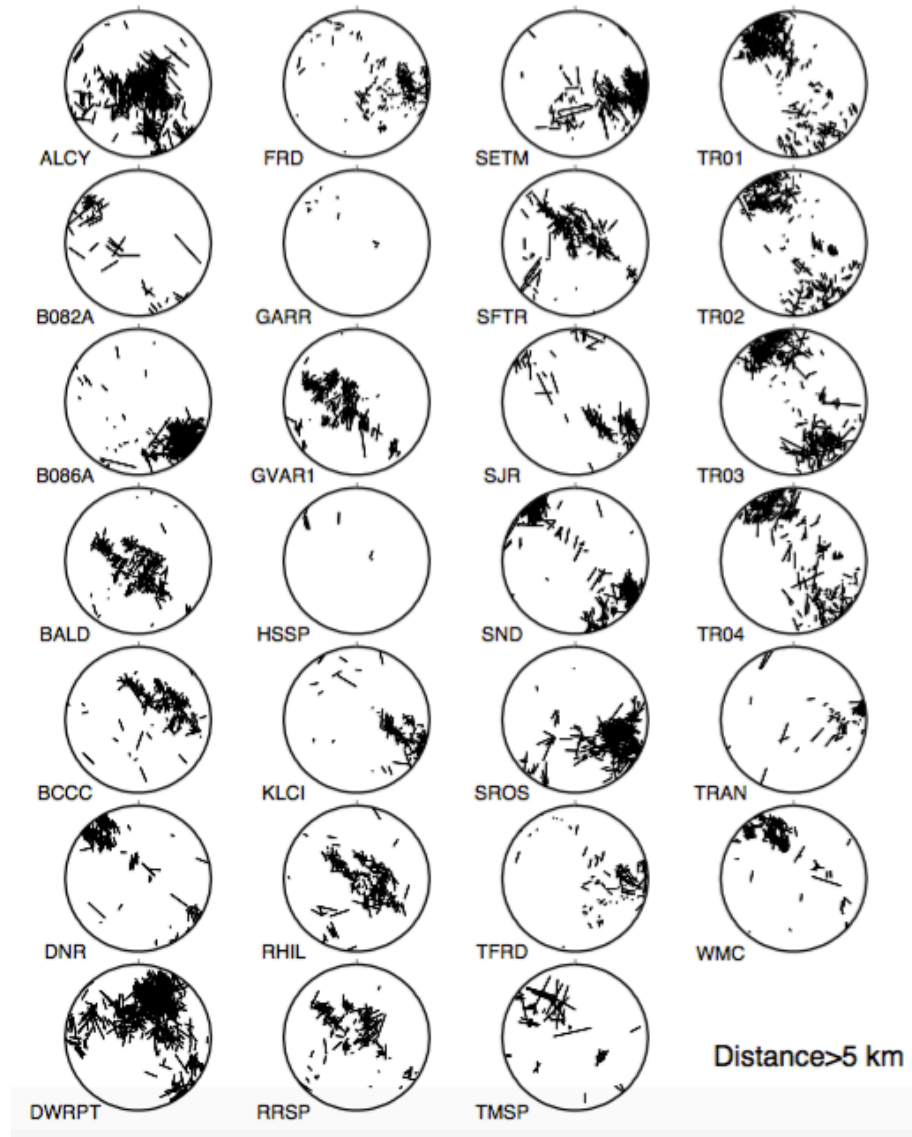 ALCY FRD SETM TR01
B082A GARR SFTR TR02
B086A GVAR1 SJR TR03
BALD HSSP SND TR04
BCCC KLCI SROS TRAN
DNR RHIL TFRD WMC
Distance>5 km
DWRPT RRSP TMSP